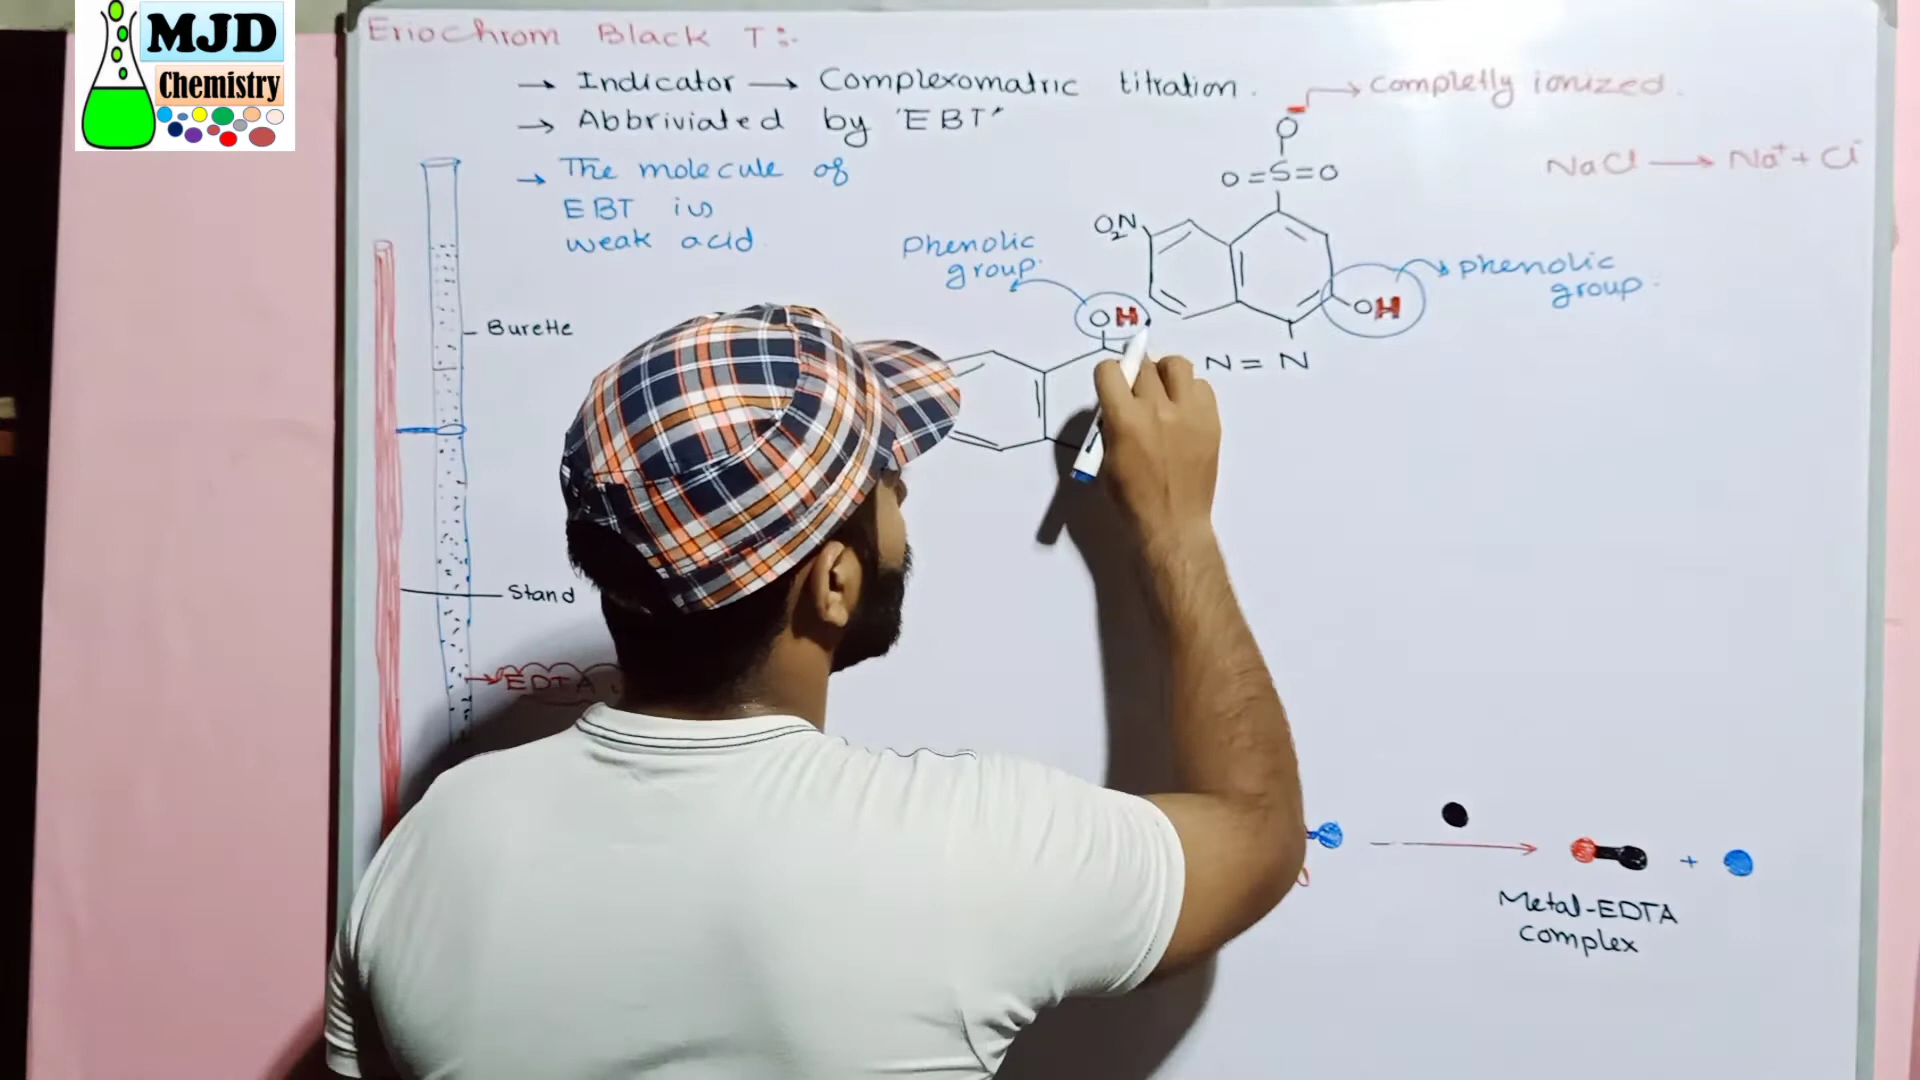 MJD
Chemistry
Eriochrom Black T:-
→ Indicator → Complexomatric titration.
→ Abbriviated by 'EBT'
→ The molecule of
EBT is
weak acid.
→ completly ionized.
NaCl → Na⁺ + Cl⁻
O
O=S=O
O₂N
Phenolic
group.
phenolic
group.
OH
OH
N=N
Burette
Stand
EDTA
+
Metal-EDTA
complex